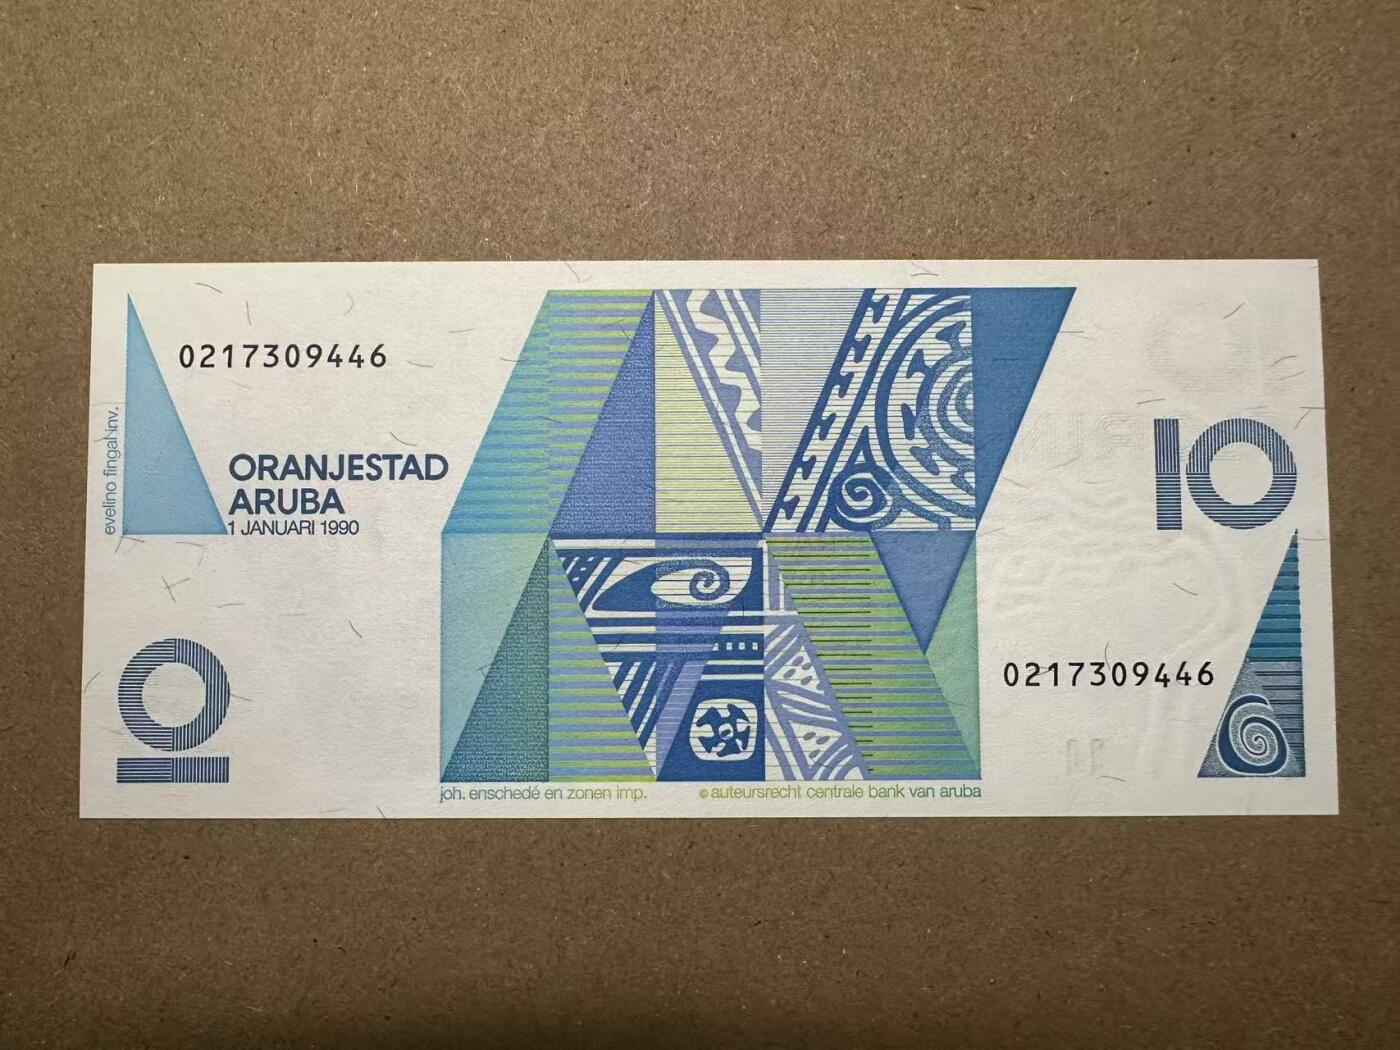 0217309446
evelino fingal inv.
ORANJESTAD
ARUBA
1 JANUARI 1990
10
10
0217309446
joh. enschedé en zonen imp.
© auteursrecht centrale bank van aruba